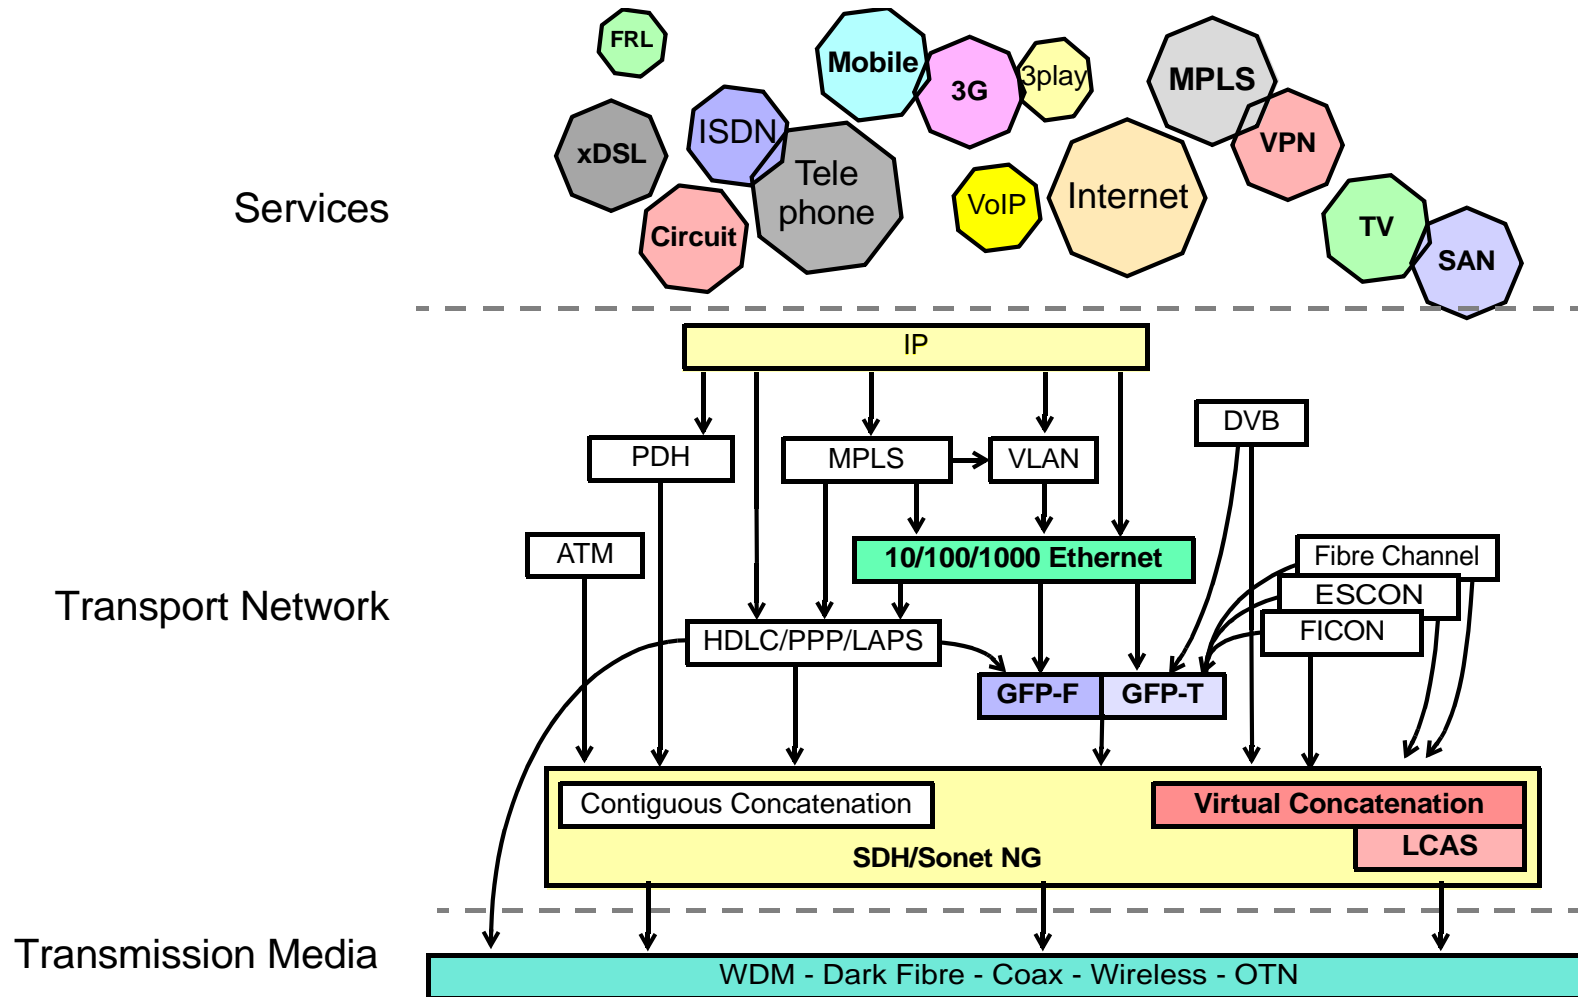 FRL
Mobile
3G
3play
MPLS
xDSL
ISDN
Tele
phone
VoIP
Internet
VPN
Services
Circuit
TV
SAN
IP
DVB
PDH
MPLS
VLAN
ATM
10/100/1000 Ethernet
Fibre Channel
ESCON
Transport Network
HDLC/PPP/LAPS
FICON
GFP-F
GFP-T
Contiguous Concatenation
Virtual Concatenation
SDH/Sonet NG
LCAS
Transmission Media
WDM - Dark Fibre - Coax - Wireless - OTN